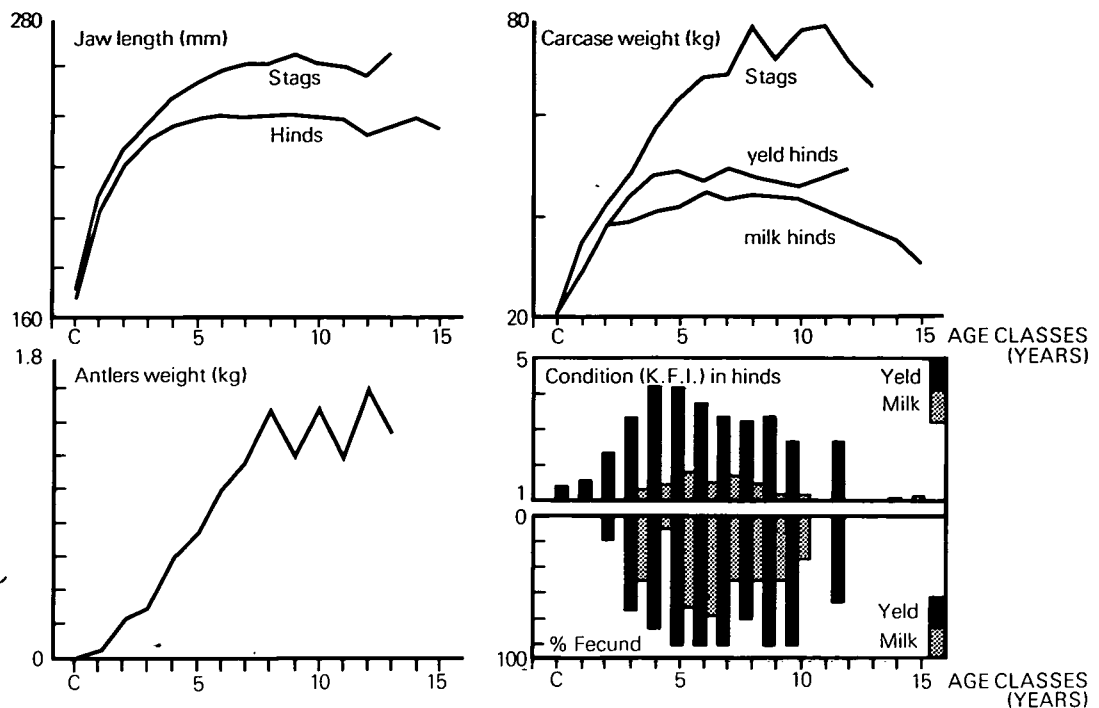 280
Jaw length (mm)
Stags
Hinds
160
C 5 10 15
80
Carcase weight (kg)
Stags
yeld hinds
milk hinds
20
C 5 10 15 AGE CLASSES
(YEARS)
1.8
Antlers weight (kg)
0
C 5 10 15
5
Condition (K.F.I.) in hinds
Yeld
Milk
1
0
Yeld
% Fecund
Milk
100
C 5 10 15 AGE CLASSES
(YEARS)